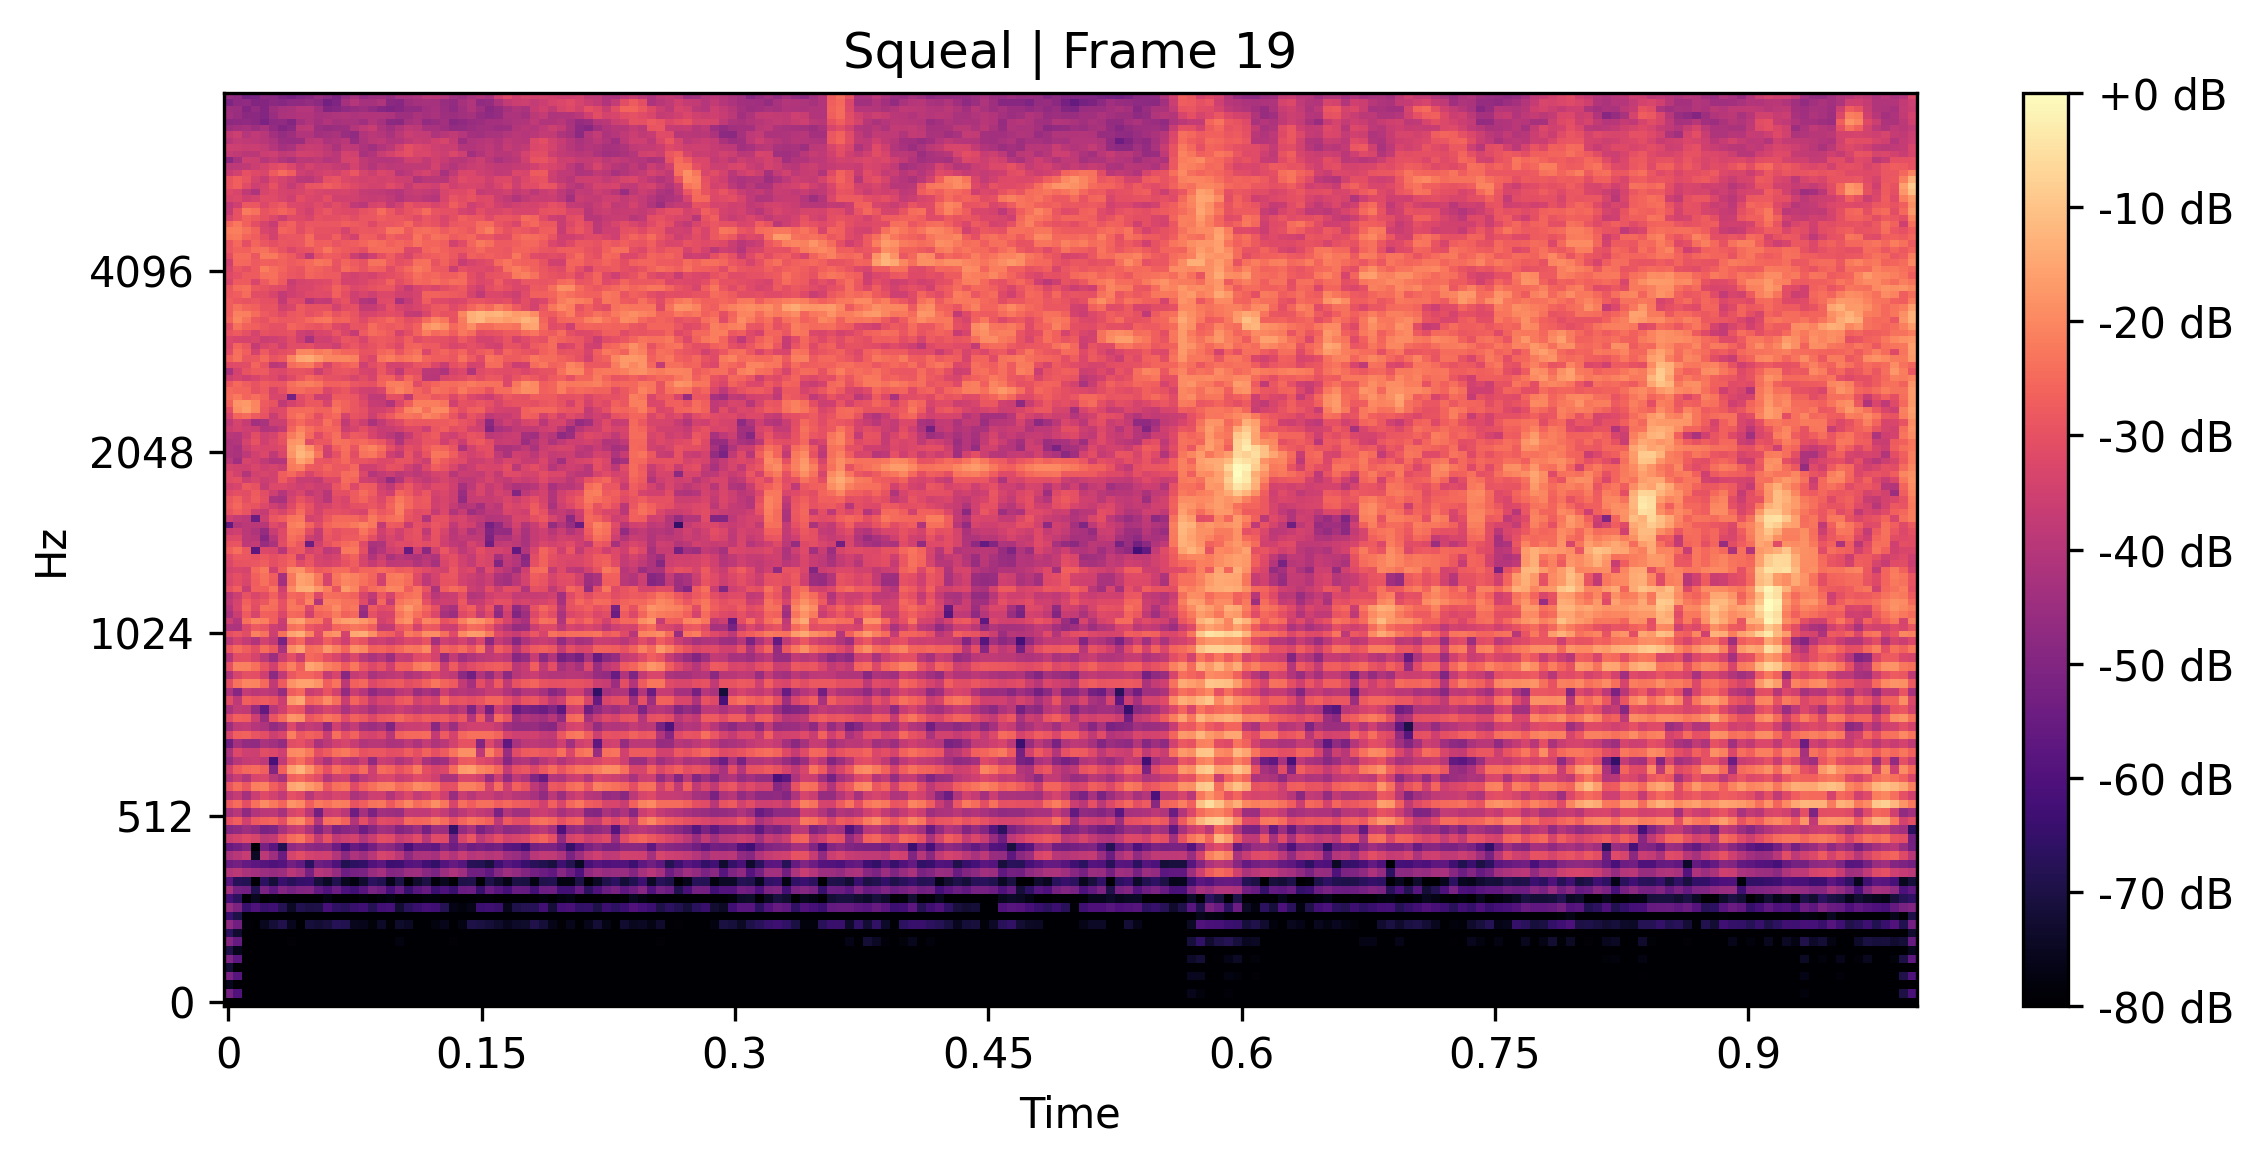 Squeal | Frame 19
+0 dB
-10 dB
-20 dB
-30 dB
-40 dB
-50 dB
-60 dB
-70 dB
-80 dB
Hz
4096
2048
1024
512
0
0 0.15 0.3 0.45 0.6 0.75 0.9
Time